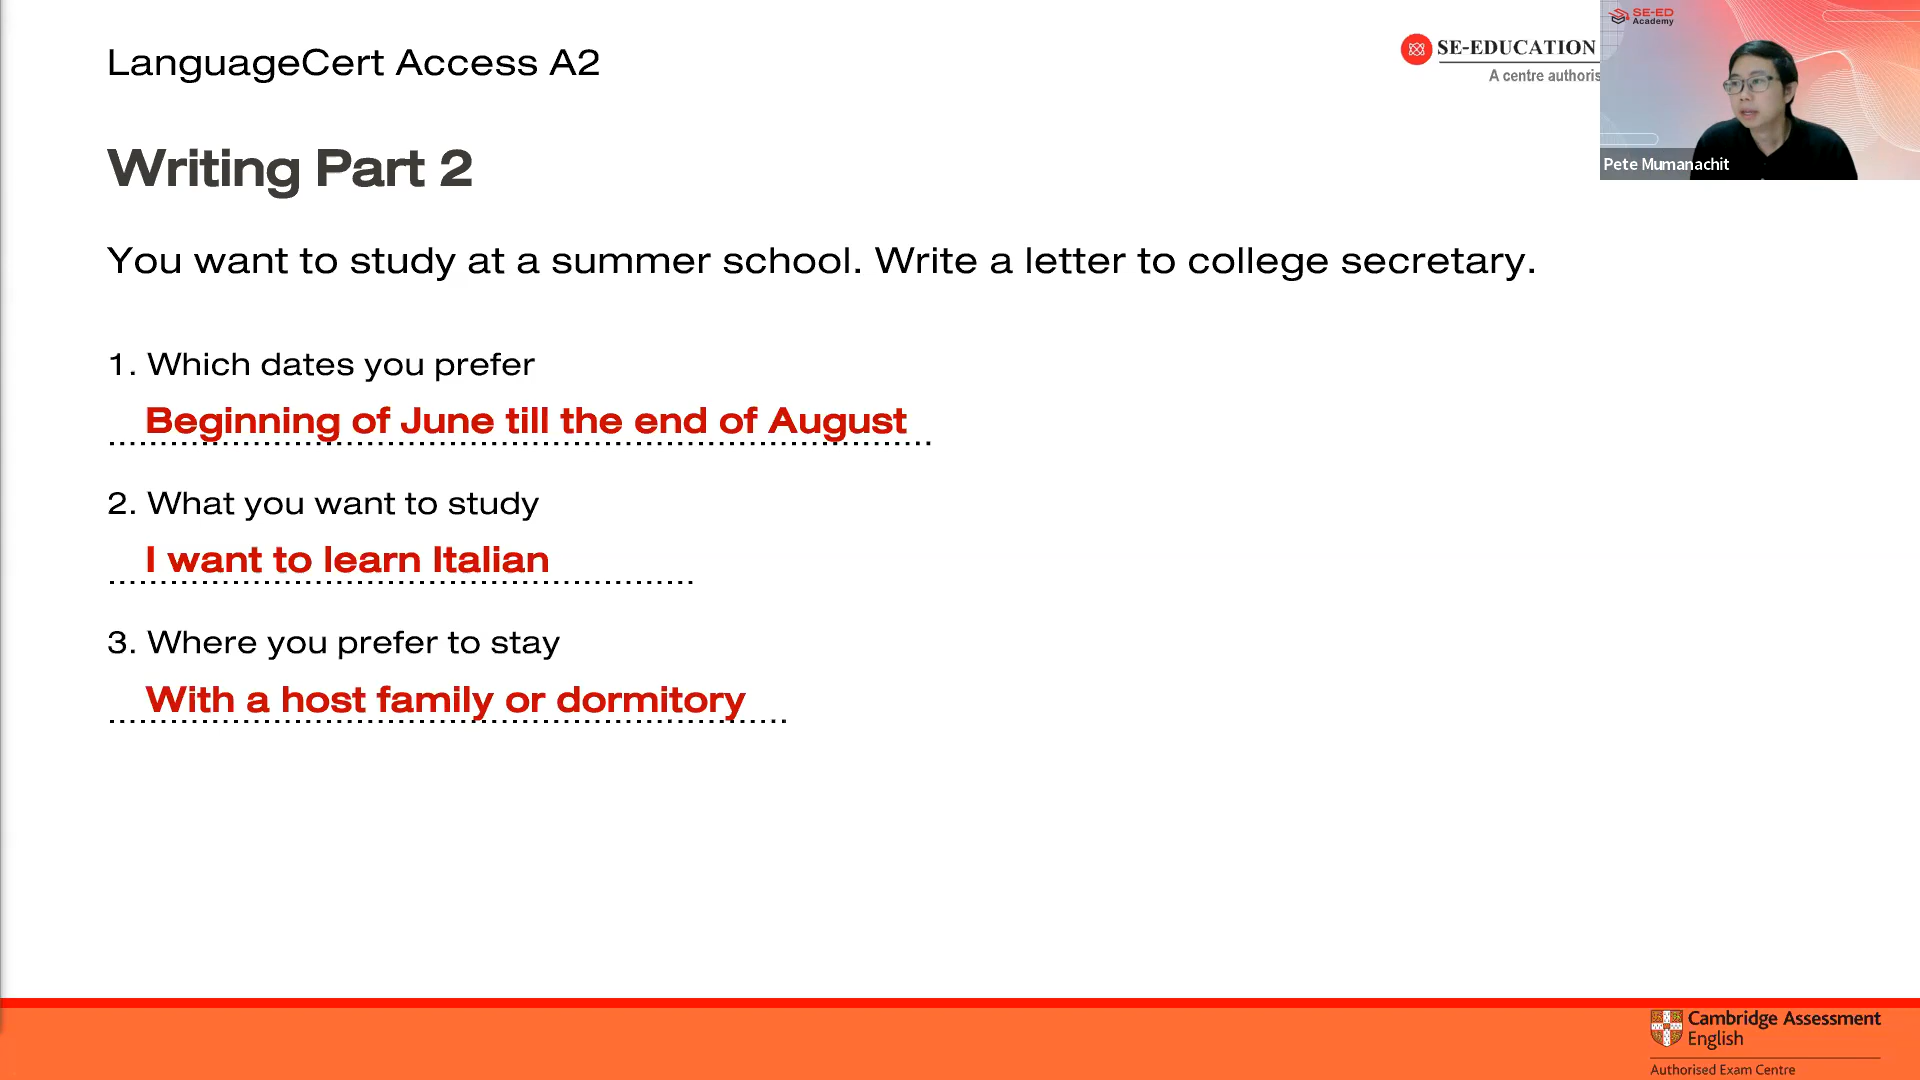 LanguageCert Access A2
SE-EDUCATION
A centre authoris
SE-ED
Academy
Pete Mumanachit
Writing Part 2
You want to study at a summer school. Write a letter to college secretary.
1. Which dates you prefer
Beginning of June till the end of August
2. What you want to study
I want to learn Italian
3. Where you prefer to stay
With a host family or dormitory
Cambridge Assessment
English
Authorised Exam Centre